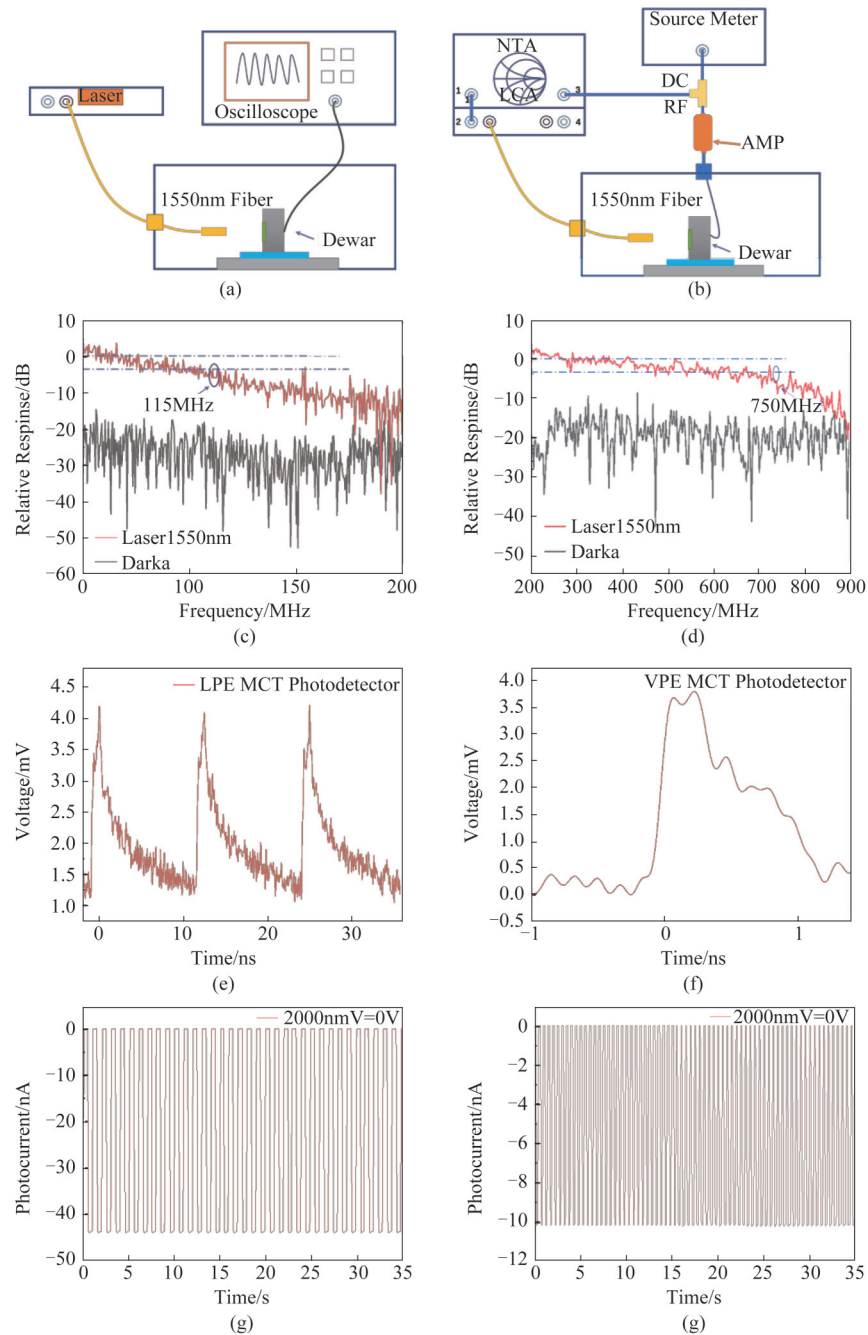 Laser
Oscilloscope
1550nm Fiber
Dewar
(a)
Source Meter
NTA
LCA
1
1
2
3
4
DC
RF
AMP
1550nm Fiber
Dewar
(b)
10
0
−10
−20
−30
−40
−50
−60
Relative Respinse/dB
115MHz
Laser1550nm
Darka
0
100
150
200
Frequency/MHz
(c)
10
0
−10
−20
−30
−40
−50
Relative Respinse/dB
750MHz
Laser1550nm
Darka
200 300 400 500 600 700 800 900
Frequency/MHz
(d)
LPE MCT Photodetector
4.5
4.0
3.5
3.0
2.5
2.0
1.5
1.0
Voltage/mV
0 10 20 30
Time/ns
(e)
VPE MCT Photodetector
4.0
3.5
3.0
2.5
2.0
1.5
1.0
0.5
0.0
−0.5
Voltage/mV
−1 0 1
Time/ns
(f)
2000nmV=0V
0
−10
−20
−30
−40
−50
Photocurrent/nA
0 5 10 15 20 25 30 35
Time/s
(g)
2000nmV=0V
0
−2
−4
−6
−8
−10
−12
Photocurrent/nA
0 5 10 15 20 25 30 35
Time/s
(g)